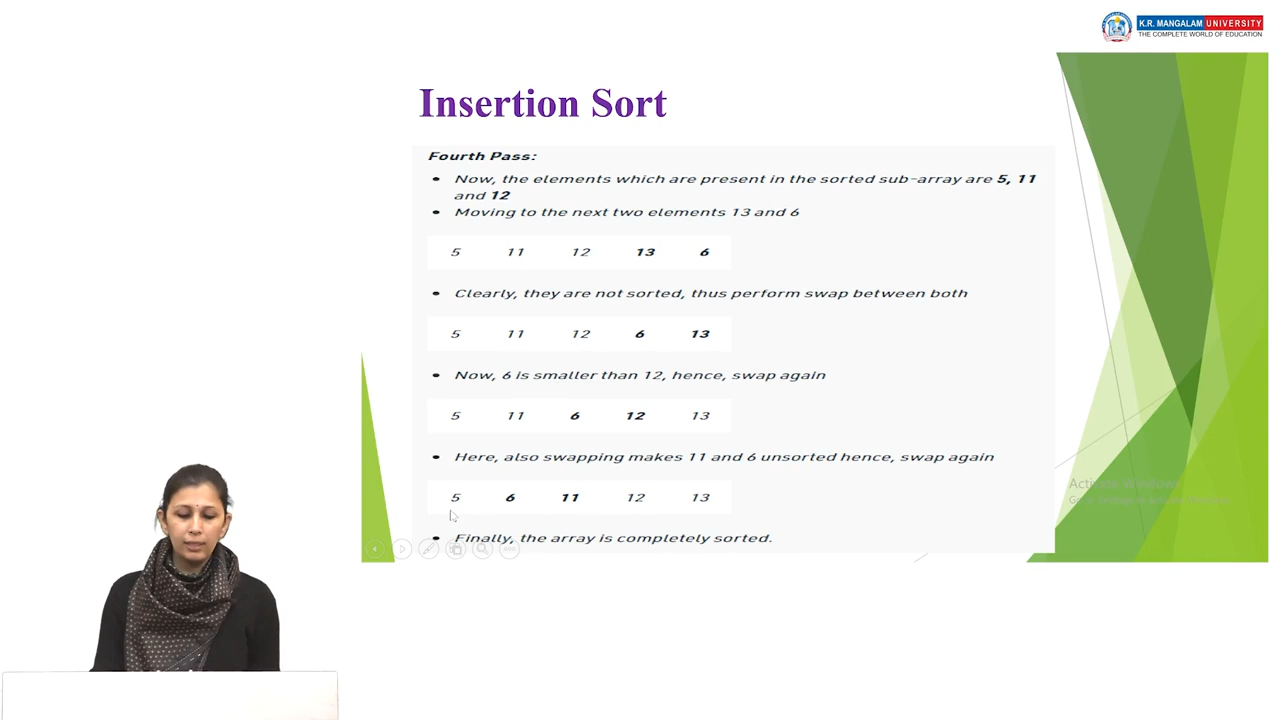 K.R. MANGALAM UNIVERSITY
THE COMPLETE WORLD OF EDUCATION
Insertion Sort
Fourth Pass:
• Now, the elements which are present in the sorted sub-array are 5, 11
and 12
• Moving to the next two elements 13 and 6
5 11 12 13 6
• Clearly, they are not sorted, thus perform swap between both
5 11 12 6 13
• Now, 6 is smaller than 12, hence, swap again
5 11 6 12 13
• Here, also swapping makes 11 and 6 unsorted hence, swap again
Activate Windows
5 6 11 12 13
• Finally, the array is completely sorted.